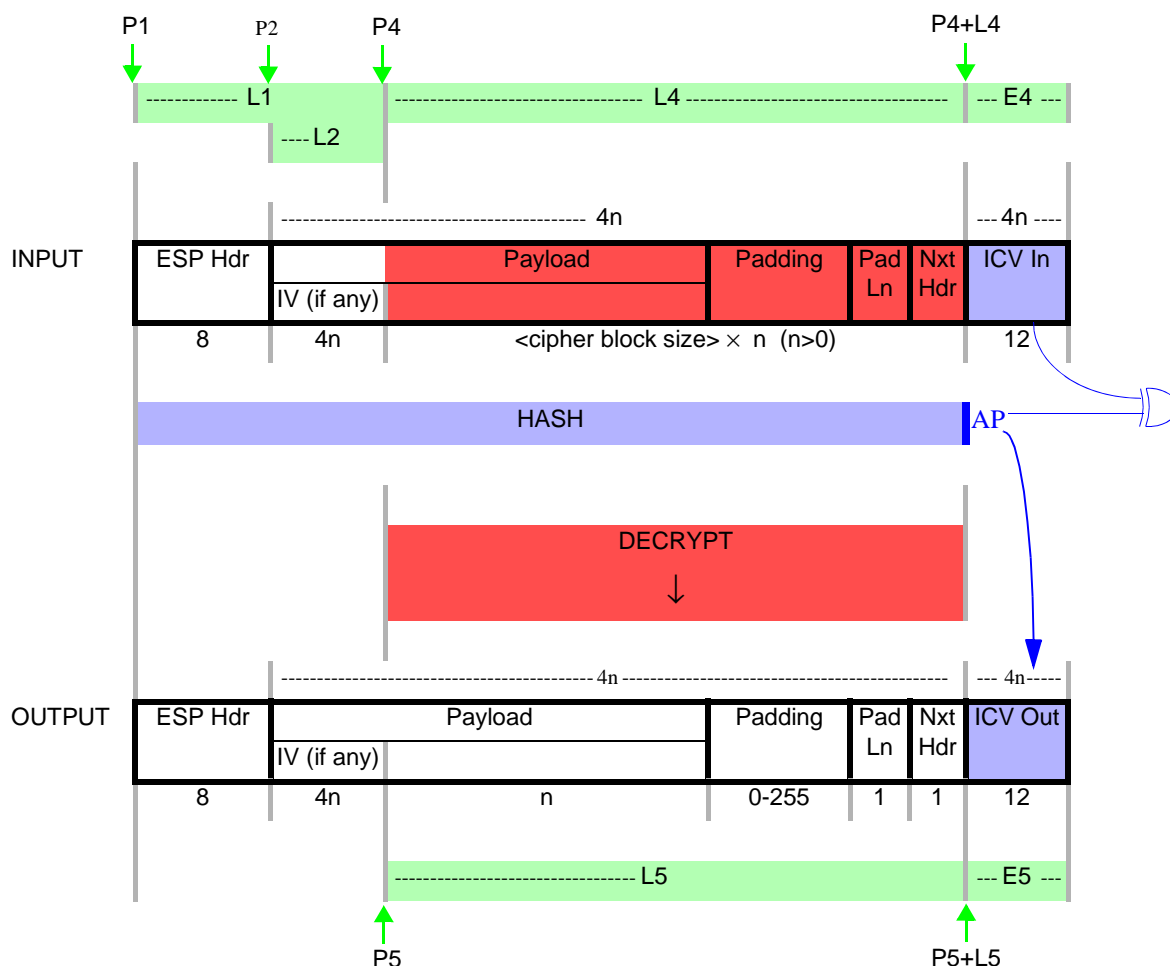 P1 P2 P4 P4+L4
------------- L1 ----------------------------- L4 ------------------------------ --- E4 ---
---- L2
----------------------------------- 4n --- 4n ----
INPUT ESP Hdr Payload Padding Pad Ln Nxt Hdr ICV In
IV (if any)
8 4n <cipher block size> × n (n>0) 12
HASH AP
DECRYPT
↓
----------------------------------- 4n ----------------------------------- --- 4n-----
OUTPUT ESP Hdr Payload Padding Pad Ln Nxt Hdr ICV Out
IV (if any)
8 4n n 0-255 1 1 12
--------------------------- L5 ------------------------------------ --- E5 ---
P5 P5+L5